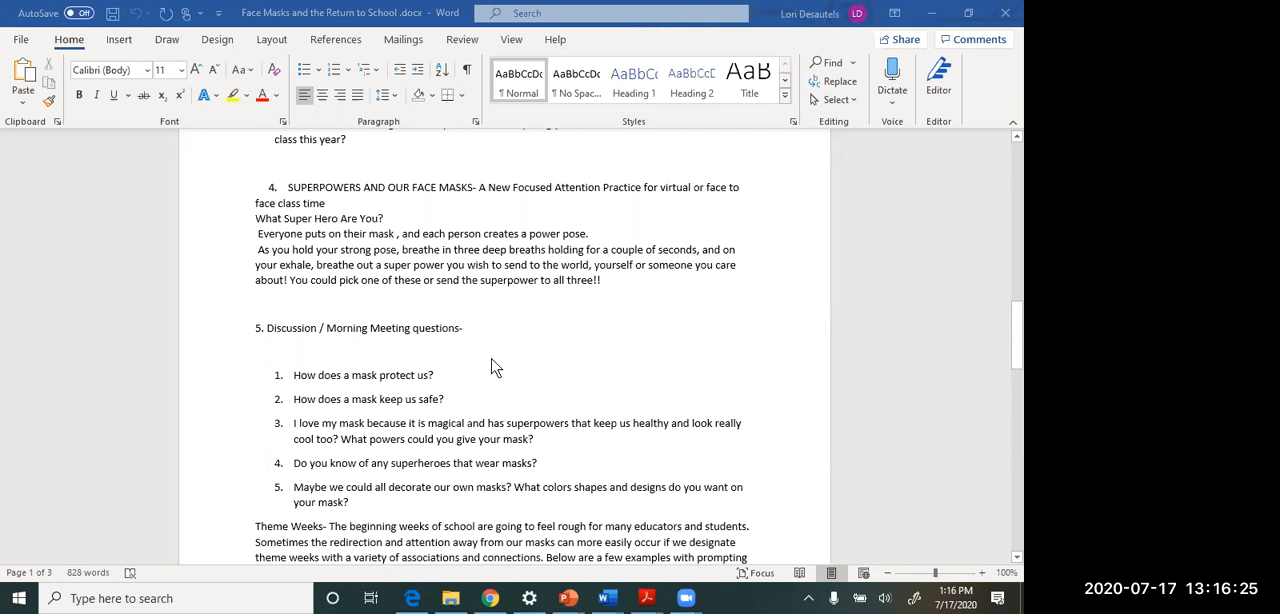 AutoSave Off
Face Masks and the Return to School .docx - Word
Search
Lori Desautels LD
File Home Insert Draw Design Layout References Mailings Review View Help
Share Comments
Paste
Calibri (Body) 11
AaBbCcDc AaBbCcDc AaBbCc AaBbCcD AaB
¶ Normal ¶ No Spac... Heading 1 Heading 2 Title
Find
Replace
Select
Dictate Editor
Clipboard Font Paragraph Styles Editing Voice Editor
class this year?
4. SUPERPOWERS AND OUR FACE MASKS- A New Focused Attention Practice for virtual or face to
face class time
What Super Hero Are You?
Everyone puts on their mask , and each person creates a power pose.
As you hold your strong pose, breathe in three deep breaths holding for a couple of seconds, and on
your exhale, breathe out a super power you wish to send to the world, yourself or someone you care
about! You could pick one of these or send the superpower to all three!!
5. Discussion / Morning Meeting questions-
1. How does a mask protect us?
2. How does a mask keep us safe?
3. I love my mask because it is magical and has superpowers that keep us healthy and look really
cool too? What powers could you give your mask?
4. Do you know of any superheroes that wear masks?
5. Maybe we could all decorate our own masks? What colors shapes and designs do you want on
your mask?
Theme Weeks- The beginning weeks of school are going to feel rough for many educators and students.
Sometimes the redirection and attention away from our masks can more easily occur if we designate
theme weeks with a variety of associations and connections. Below are a few examples with prompting
Page 1 of 3 828 words
Focus
100%
Type here to search
1:16 PM
7/17/2020
2020-07-17 13:16:25